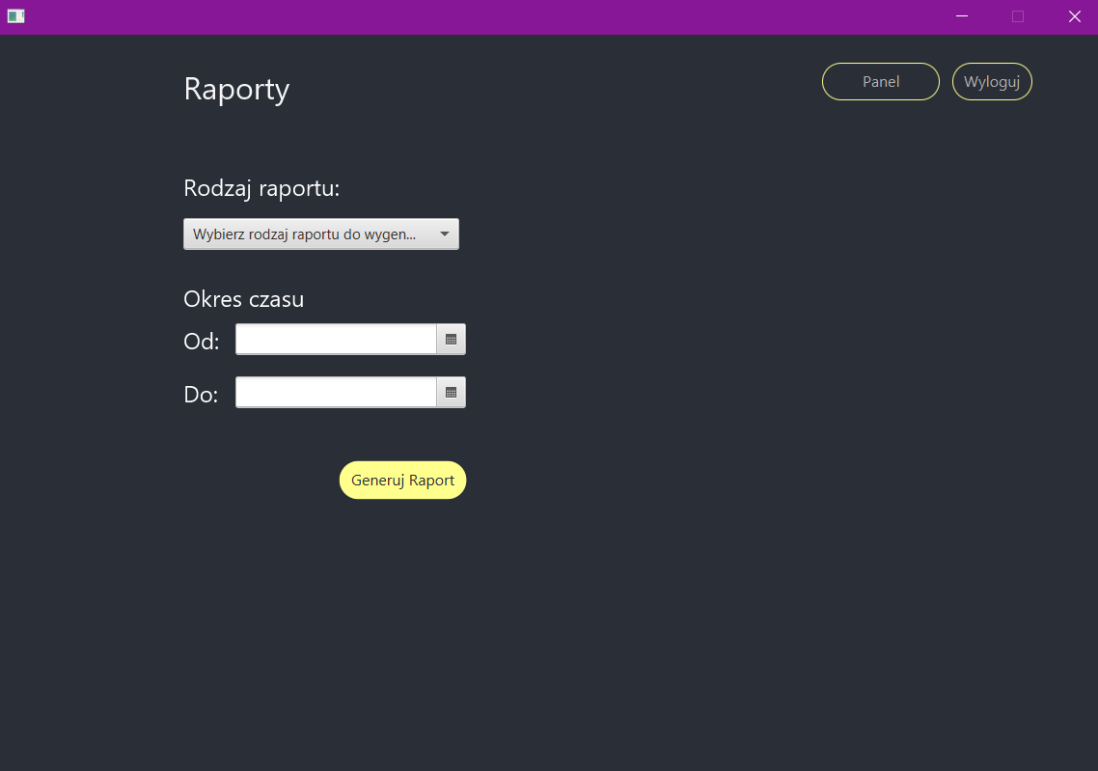 Raporty
Panel
Wyloguj
Rodzaj raportu:
Wybierz rodzaj raportu do wygen...
Okres czasu
Od:
Do:
Generuj Raport